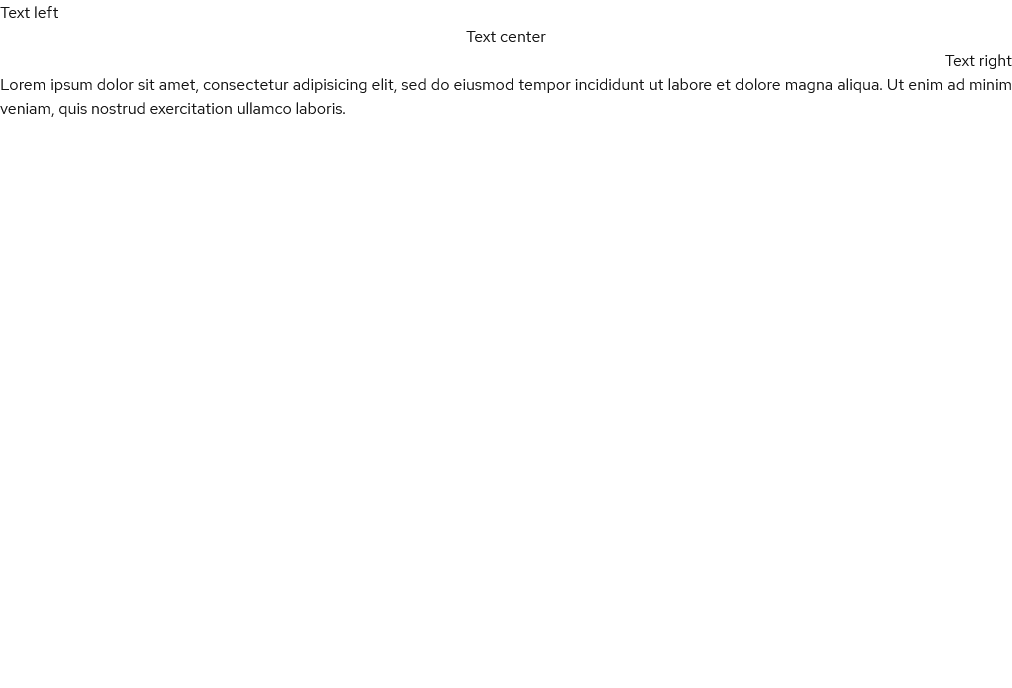 Text left
Text center
Text right
Lorem ipsum dolor sit amet, consectetur adipisicing elit, sed do eiusmod tempor incididunt ut labore et dolore magna aliqua. Ut enim ad minim
veniam, quis nostrud exercitation ullamco laboris.